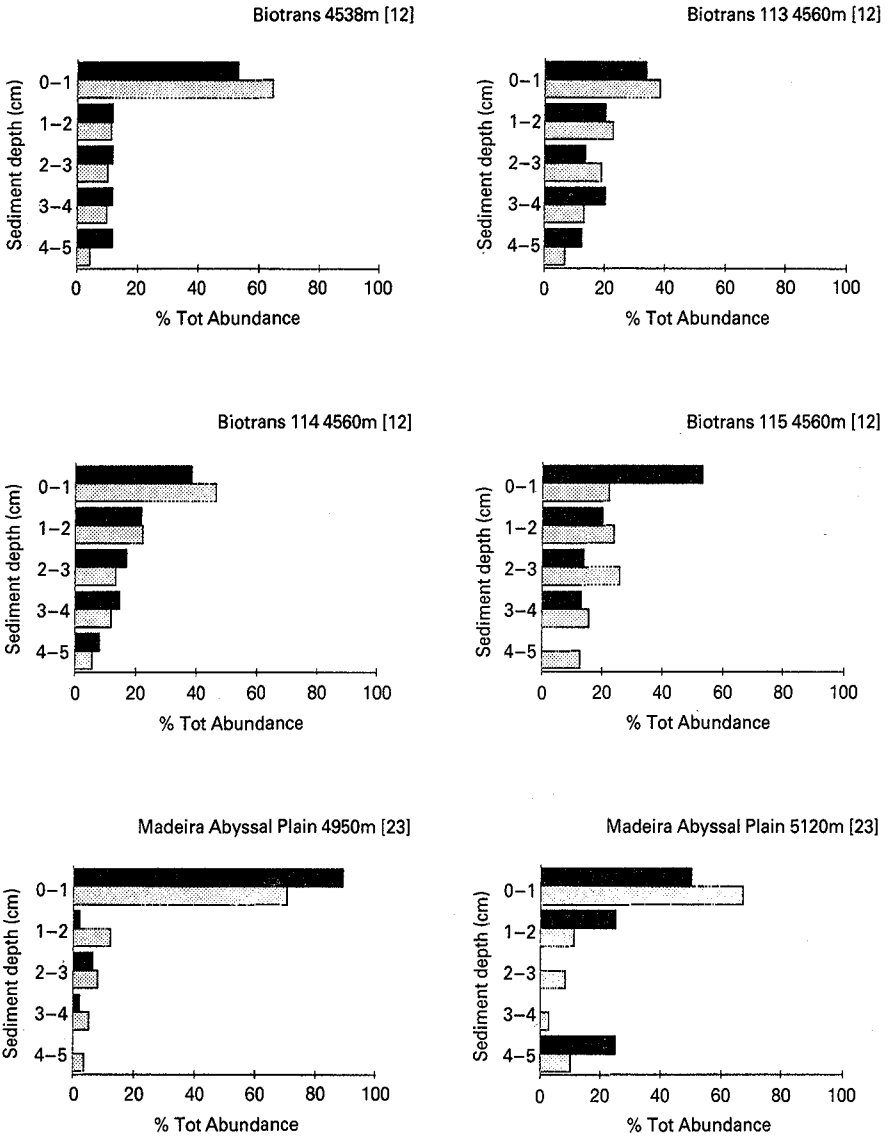 Biotrans 4538m [12]
Sediment depth (cm)
0–1
1–2
2–3
3–4
4–5
0 20 40 60 80 100
% Tot Abundance
Biotrans 113 4560m [12]
Sediment depth (cm)
0–1
1–2
2–3
3–4
4–5
0 20 40 60 80 100
% Tot Abundance
Biotrans 114 4560m [12]
Sediment depth (cm)
0–1
1–2
2–3
3–4
4–5
0 20 40 60 80 100
% Tot Abundance
Biotrans 115 4560m [12]
Sediment depth (cm)
0–1
1–2
2–3
3–4
4–5
0 20 40 60 80 100
% Tot Abundance
Madeira Abyssal Plain 4950m [23]
Sediment depth (cm)
0–1
1–2
2–3
3–4
4–5
0 20 40 60 80 100
% Tot Abundance
Madeira Abyssal Plain 5120m [23]
Sediment depth (cm)
0–1
1–2
2–3
3–4
4–5
0 20 40 60 80 100
% Tot Abundance